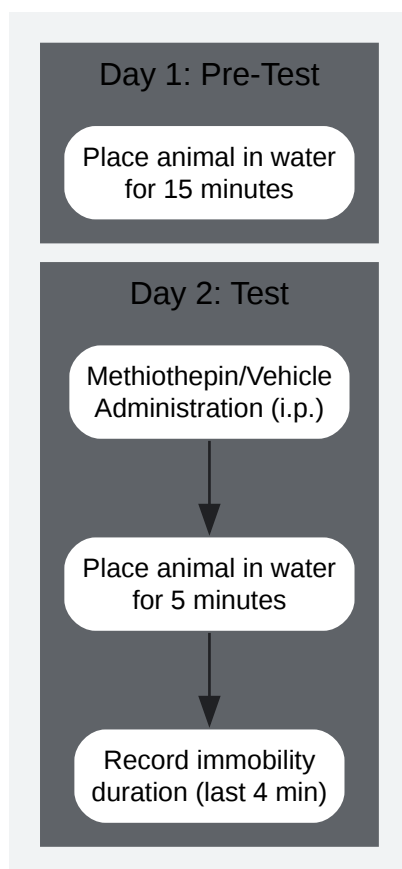 Day 1: Pre-Test
Place animal in water
for 15 minutes
Day 2: Test
Methiothepin/Vehicle
Administration (i.p.)
Place animal in water
for 5 minutes
Record immobility
duration (last 4 min)